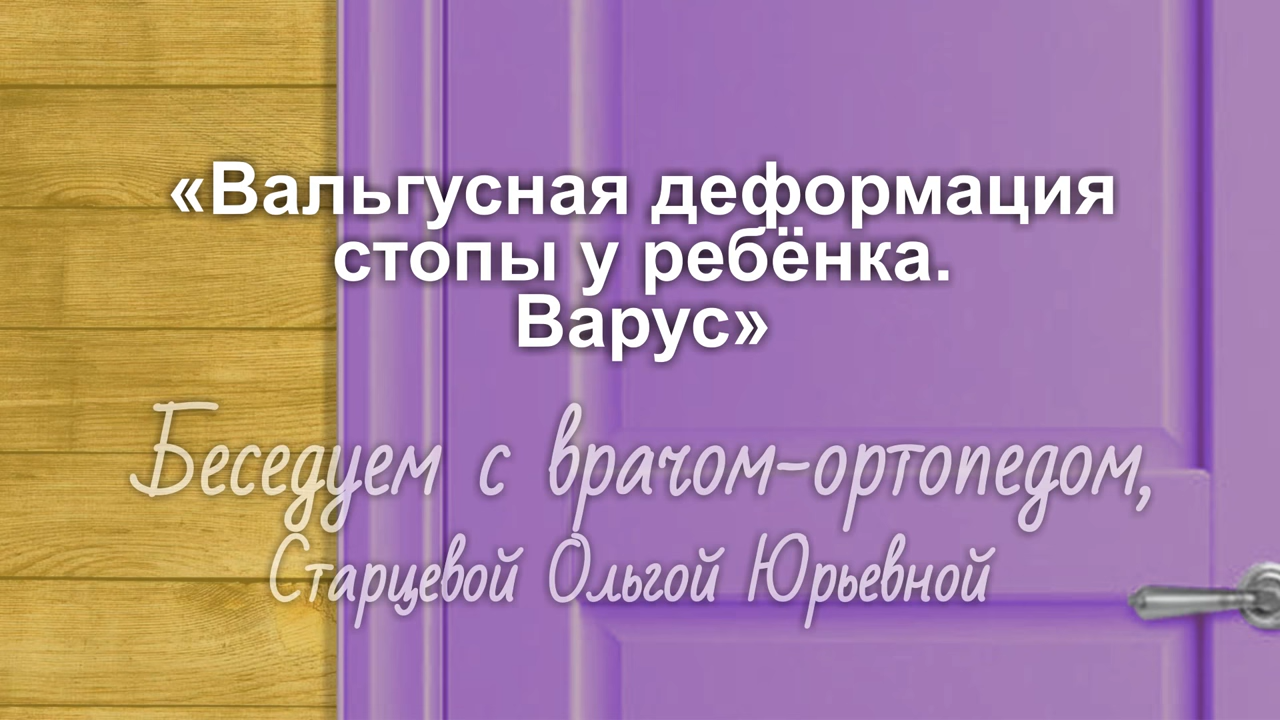 «Вальгусная деформация
стопы у ребёнка.
Варус»
Беседуем с врачом-ортопедом,
Старцевой Ольгой Юрьевной